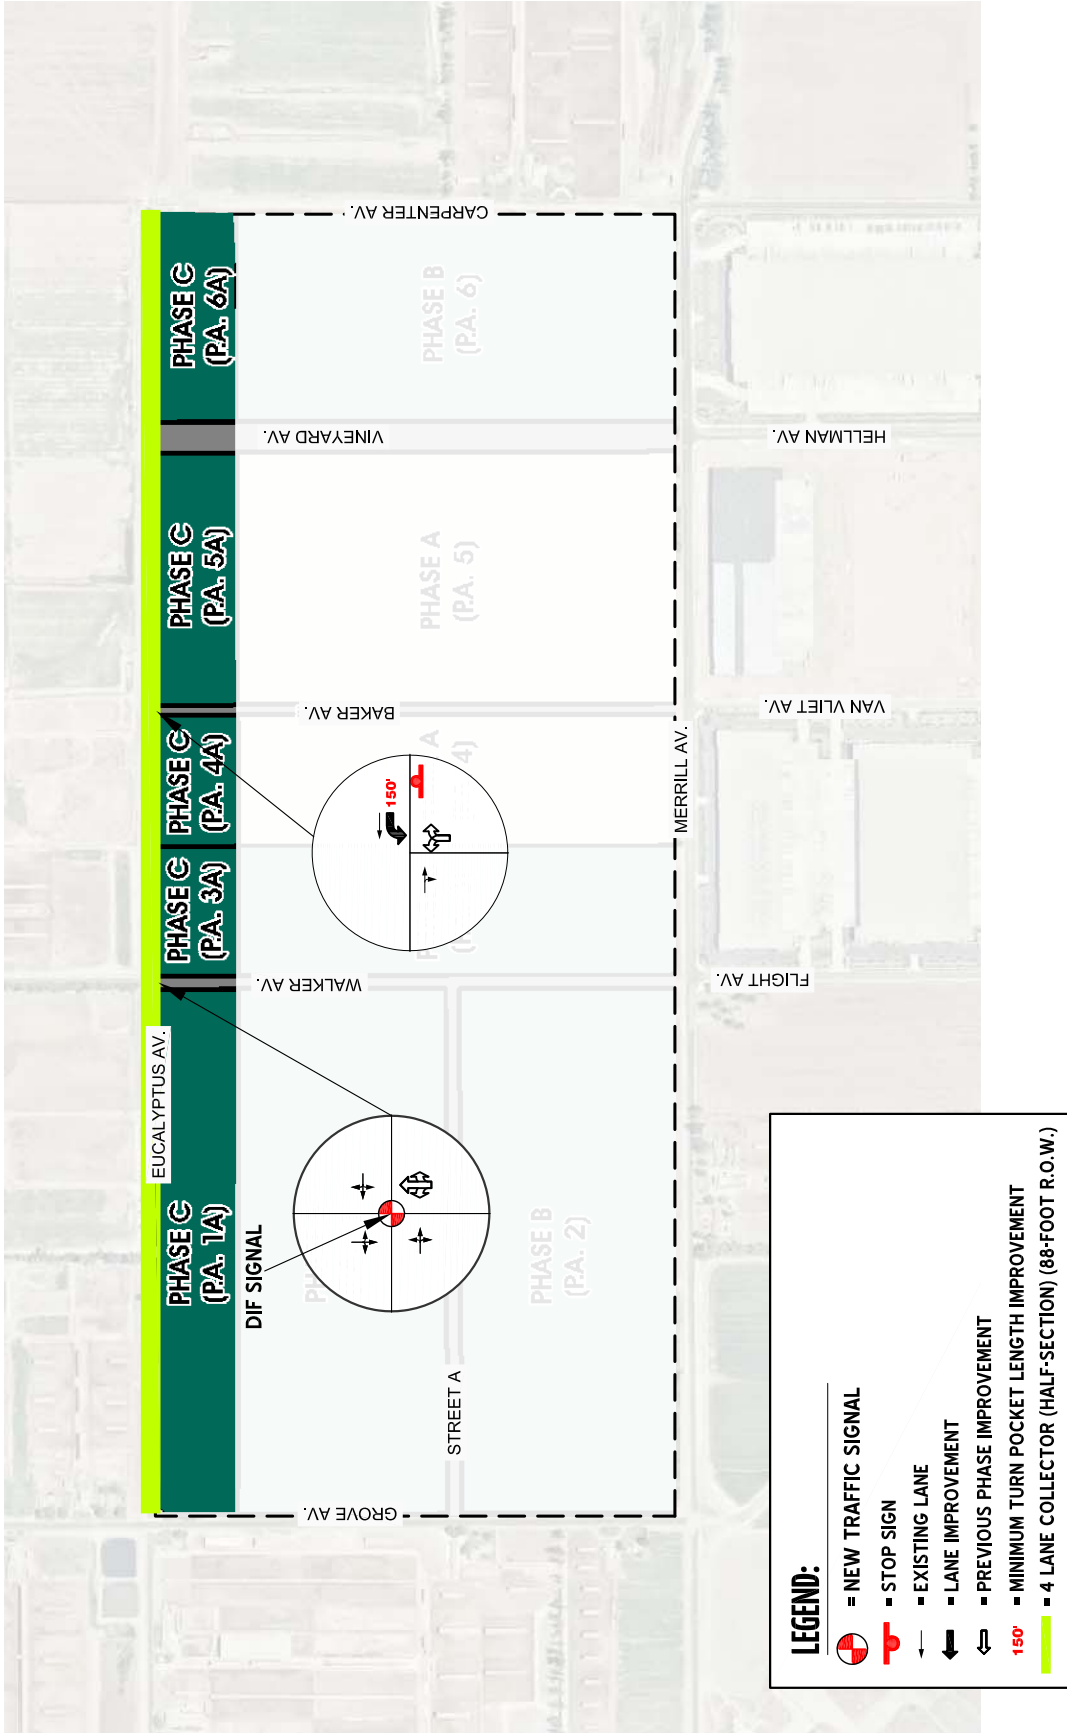 PHASE C
(P.A. 1A)
PHASE C
(P.A. 3A)
PHASE C
(P.A. 4A)
PHASE C
(P.A. 5A)
PHASE C
(P.A. 6A)
EUCALYPTUS AV.
GROVE AV.
WALKER AV.
BAKER AV.
VINEYARD AV.
CARPENTER AV.
DIF SIGNAL
150'
PHASE B
(P.A. 2)
PHASE A
(P.A. 5)
PHASE B
(P.A. 6)
STREET A
MERRILL AV.
FLIGHT AV.
VAN VLIET AV.
HELLMAN AV.
LEGEND:
= NEW TRAFFIC SIGNAL
= STOP SIGN
= EXISTING LANE
= LANE IMPROVEMENT
= PREVIOUS PHASE IMPROVEMENT
150' = MINIMUM TURN POCKET LENGTH IMPROVEMENT
= 4 LANE COLLECTOR (HALF-SECTION) (88-FOOT R.O.W.)